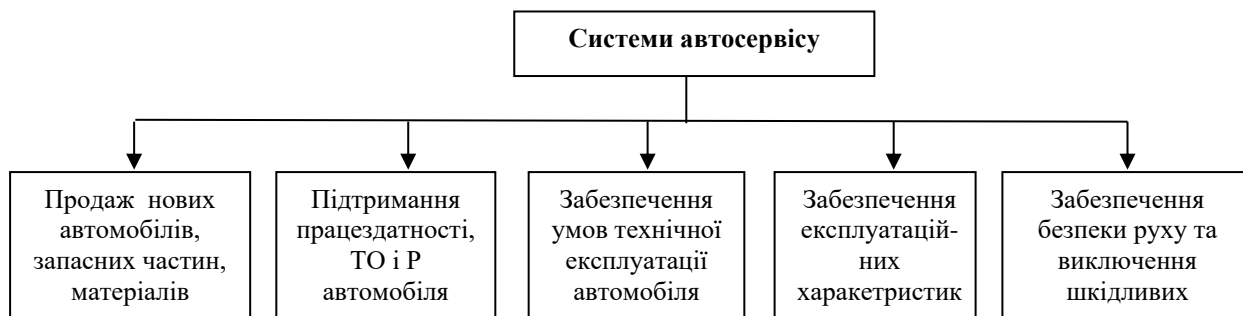 Системи автосервісу
Продаж нових
автомобілів,
запасних частин,
матеріалів
Підтримання
працездатності,
ТО і Р
автомобіля
Забезпечення
умов технічної
експлуатації
автомобіля
Забезпечення
експлуатацій-
них
харакетристик
Забезпечення
безпеки руху та
виключення
шкідливих